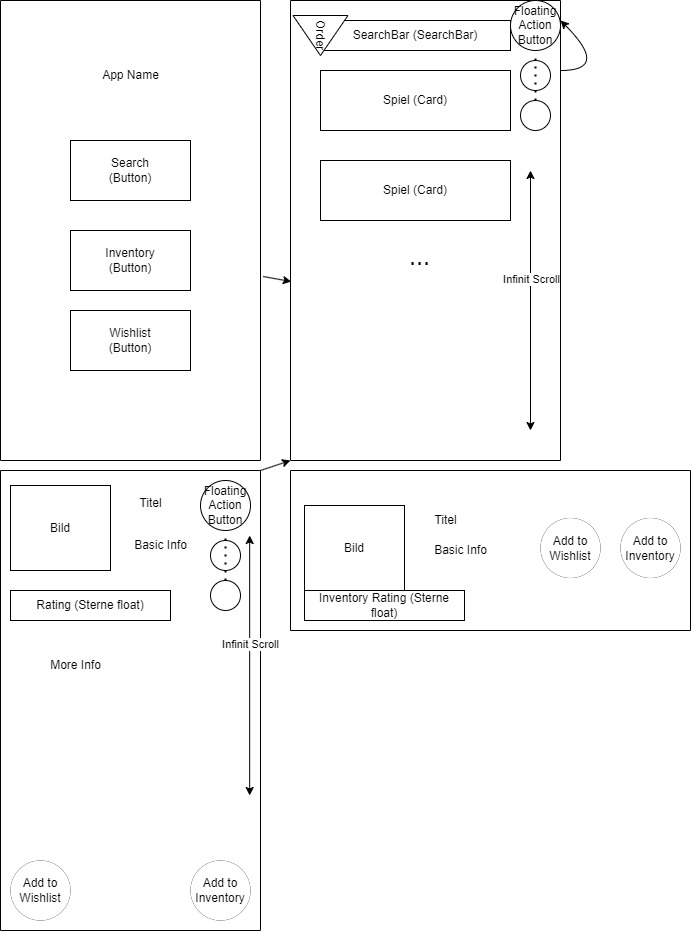 App Name
Search
(Button)
Inventory
(Button)
Wishlist
(Button)
Order
SearchBar (SearchBar)
Floating
Action
Button
Spiel (Card)
Spiel (Card)
...
Infinit Scroll
Bild
Titel
Basic Info
Floating
Action
Button
Rating (Sterne float)
Infinit Scroll
More Info
Add to
Wishlist
Add to
Inventory
Bild
Titel
Basic Info
Add to
Wishlist
Add to
Inventory
Inventory Rating (Sterne
float)